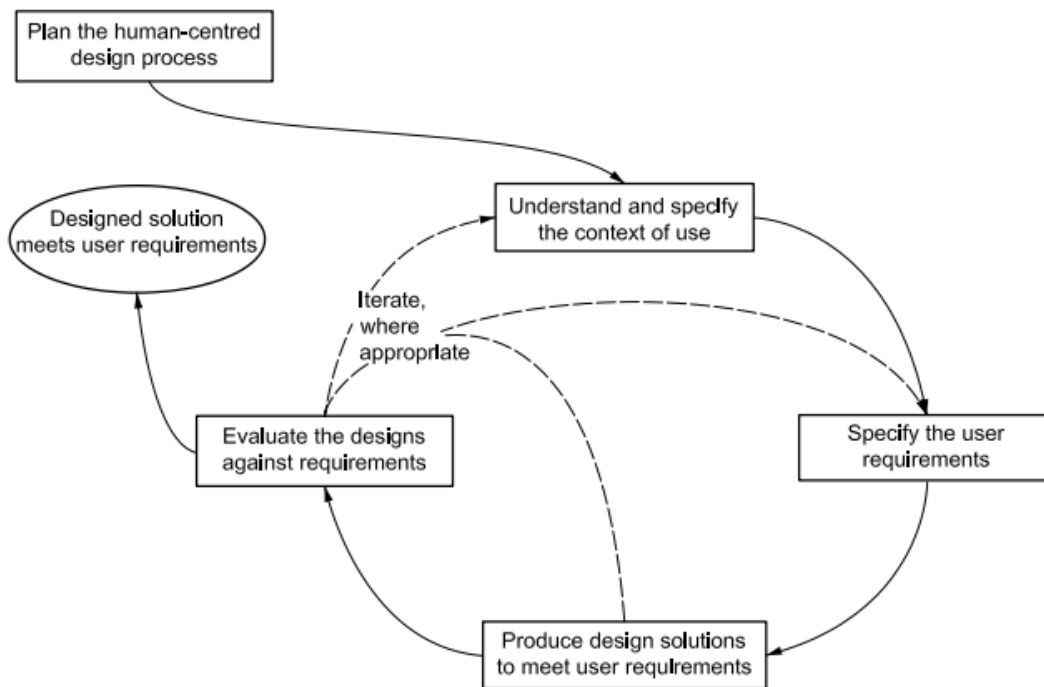 Plan the human-centred
design process
Understand and specify
the context of use
Designed solution
meets user requirements
Iterate,
where
appropriate
Evaluate the designs
against requirements
Specify the user
requirements
Produce design solutions
to meet user requirements